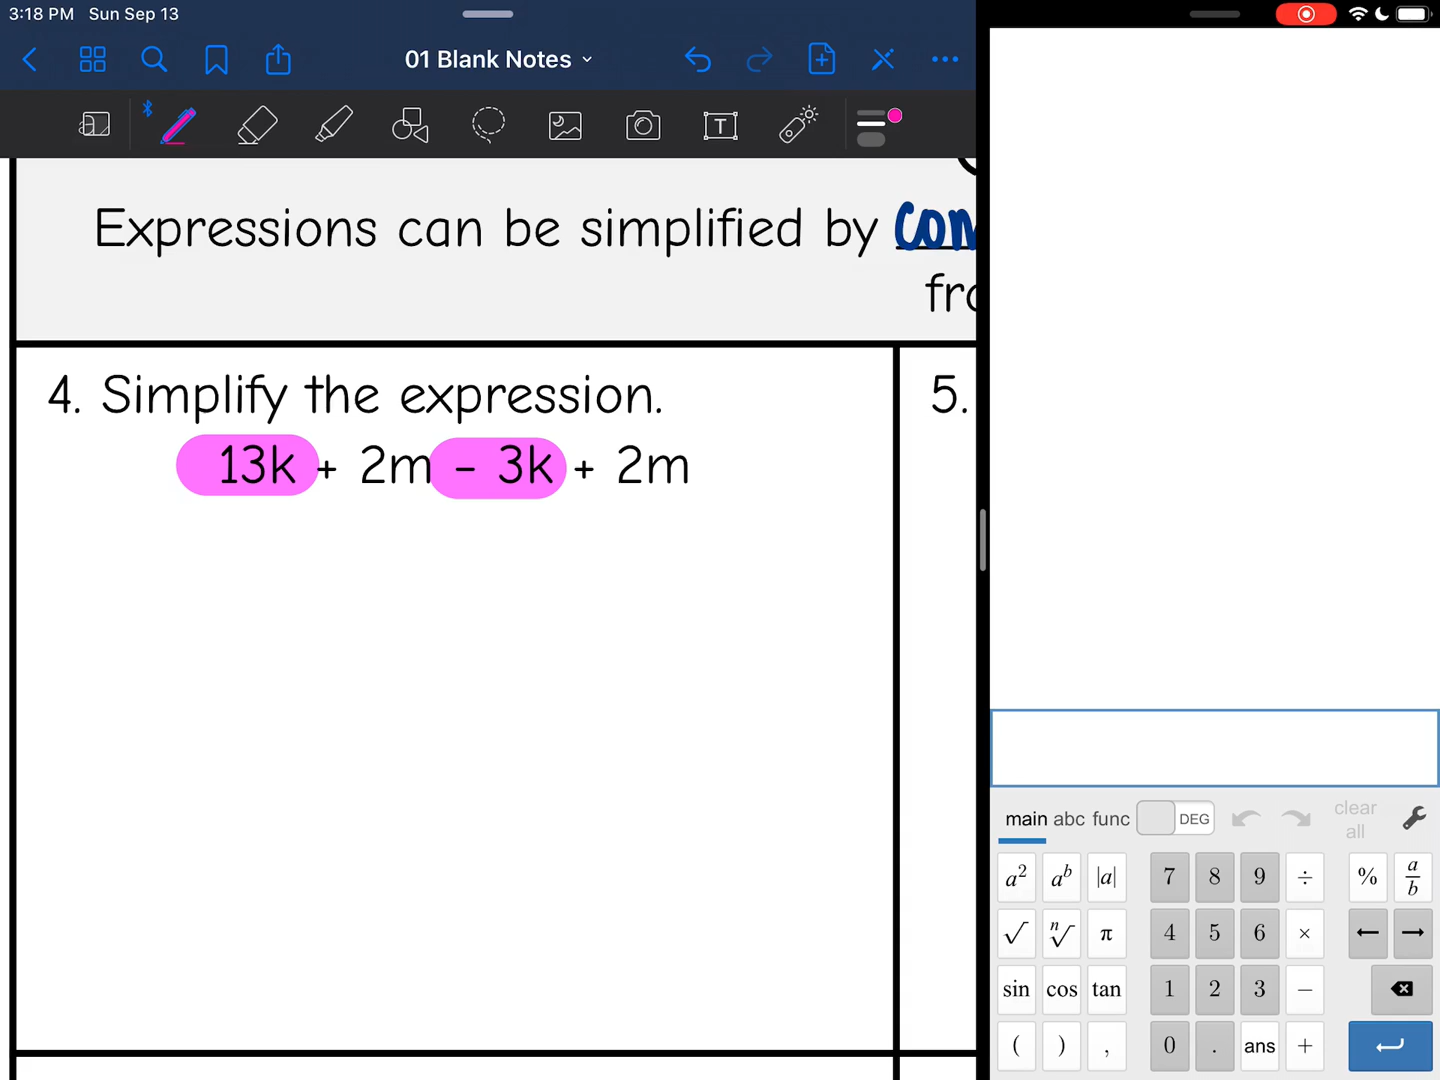 3:18 PM Sun Sep 13
01 Blank Notes
T
Expressions can be simplified by
4. Simplify the expression.
13k + 2m - 3k + 2m
5.
main abc func DEG clear all
a² aᵇ |a| 7 8 9 ÷ % a/b
√ ⁿ√ π 4 5 6 × ← →
sin cos tan 1 2 3 −
( ) , 0 . ans +